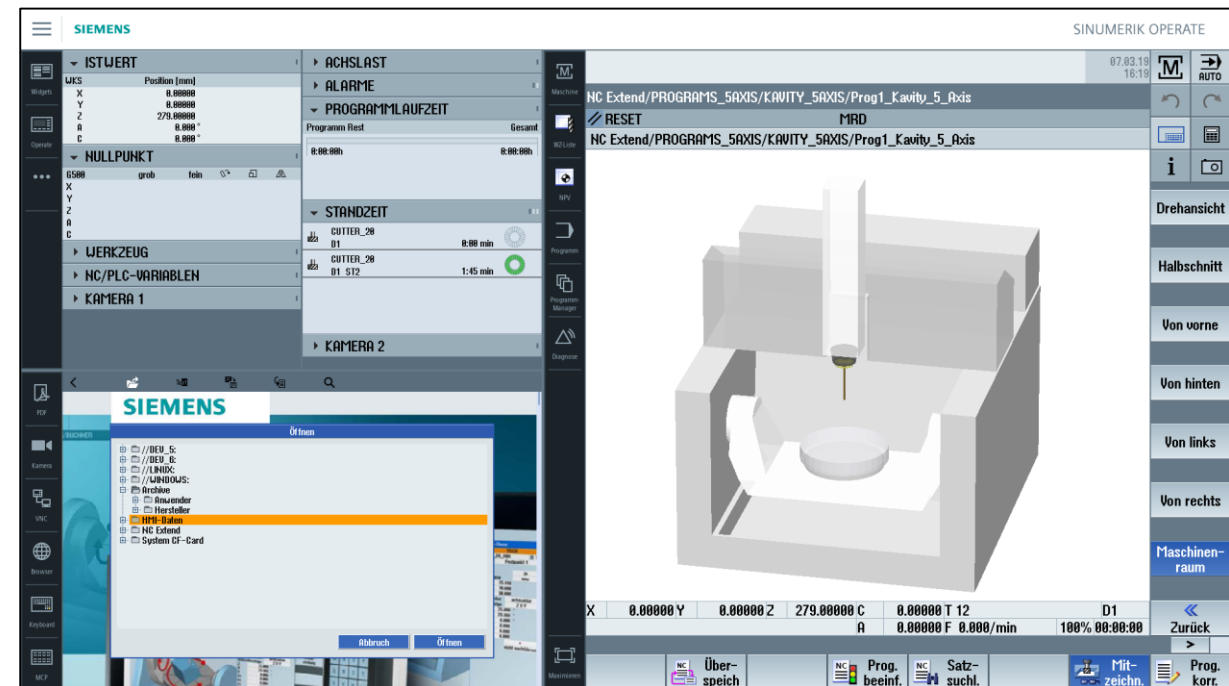 SIEMENS
SINUMERIK OPERATE
Widgets
Operate
ISTWERT
WKS Position [mm]
X 0.00000
Y 0.00000
Z 279.00000
A 0.000 °
C 0.000 °
NULLPUNKT
G500 grob fein
X
Y
Z
A
C
WERKZEUG
NC/PLC-VARIABLEN
KAMERA 1
ACHSLAST
ALARME
PROGRAMMLAUFZEIT
Programm Rest Gesamt
0:00:00h 0:00:00h
STANDZEIT
CUTTER_20
D1 0:00 min
CUTTER_20
D1 ST2 1:45 min
KAMERA 2
PDF
Kamera
VNC
Browser
Keyboard
MCP
SIEMENS
Öffnen
//DEV_5:
//DEV_6:
//LINUX:
//WINDOWS:
Archive
Anwender
Hersteller
HMI-Daten
NC Extend
System CF-Card
Abbruch Öffnen
Maschine
WZ Liste
NPV
Programm
Programm-
Manager
Diagnose
Maximieren
07.03.19
16:19
M
AUTO
NC Extend/PROGRAMS_5AXIS/KAVITY_5AXIS/Prog1_Kavity_5_Axis
RESET MRD
NC Extend/PROGRAMS_5AXIS/KAVITY_5AXIS/Prog1_Kavity_5_Axis
Drehansicht
Halbschnitt
Von vorne
Von hinten
Von links
Von rechts
Maschinen-
raum
Zurück
X 0.00000 Y 0.00000 Z 279.00000 C 0.00000 T 12 D1
A 0.00000 F 0.000/min 100% 00:00:00
NC Über-
speich
NC Prog.
beeinf.
NC Satz-
suchl.
Mit-
zeichn.
Prog.
korr.